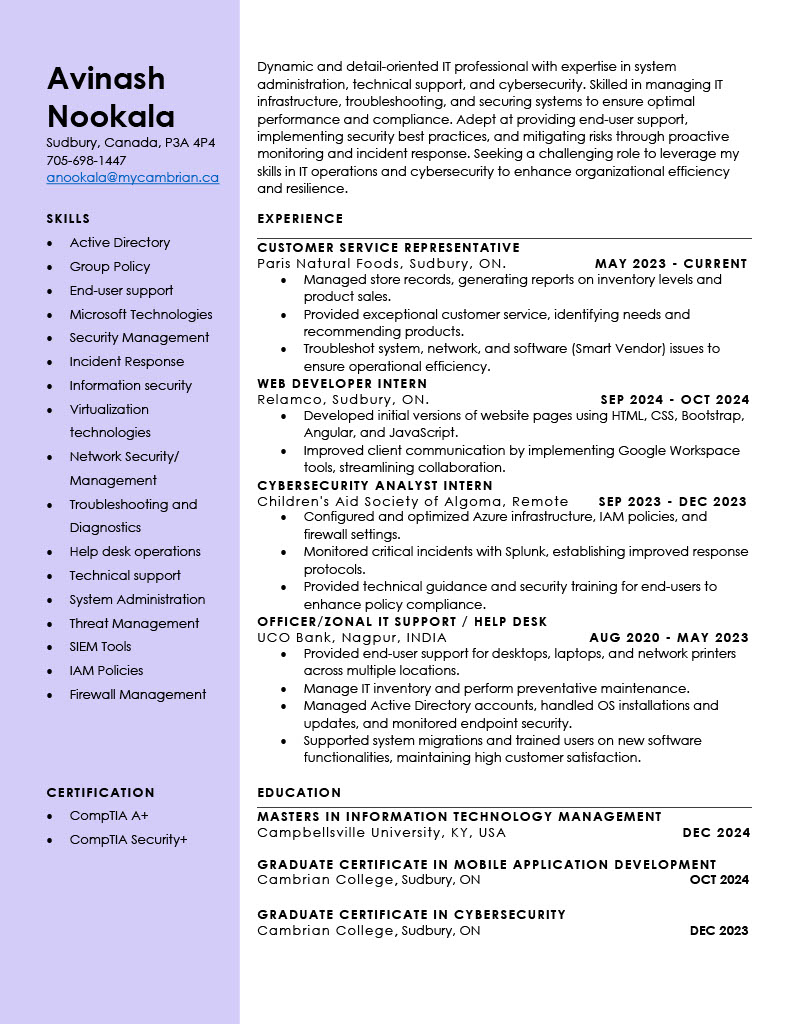 Avinash
Nookala
Sudbury, Canada, P3A 4P4
705-698-1447
anookala@mycambrian.ca
SKILLS
• Active Directory
• Group Policy
• End-user support
• Microsoft Technologies
• Security Management
• Incident Response
• Information security
• Virtualization
technologies
• Network Security/
Management
• Troubleshooting and
Diagnostics
• Help desk operations
• Technical support
• System Administration
• Threat Management
• SIEM Tools
• IAM Policies
• Firewall Management
CERTIFICATION
• CompTIA A+
• CompTIA Security+
Dynamic and detail-oriented IT professional with expertise in system
administration, technical support, and cybersecurity. Skilled in managing IT
infrastructure, troubleshooting, and securing systems to ensure optimal
performance and compliance. Adept at providing end-user support,
implementing security best practices, and mitigating risks through proactive
monitoring and incident response. Seeking a challenging role to leverage my
skills in IT operations and cybersecurity to enhance organizational efficiency
and resilience.
EXPERIENCE
CUSTOMER SERVICE REPRESENTATIVE
Paris Natural Foods, Sudbury, ON. MAY 2023 - CURRENT
• Managed store records, generating reports on inventory levels and
product sales.
• Provided exceptional customer service, identifying needs and
recommending products.
• Troubleshot system, network, and software (Smart Vendor) issues to
ensure operational efficiency.
WEB DEVELOPER INTERN
Relamco, Sudbury, ON. SEP 2024 - OCT 2024
• Developed initial versions of website pages using HTML, CSS, Bootstrap,
Angular, and JavaScript.
• Improved client communication by implementing Google Workspace
tools, streamlining collaboration.
CYBERSECURITY ANALYST INTERN
Children's Aid Society of Algoma, Remote SEP 2023 - DEC 2023
• Configured and optimized Azure infrastructure, IAM policies, and
firewall settings.
• Monitored critical incidents with Splunk, establishing improved response
protocols.
• Provided technical guidance and security training for end-users to
enhance policy compliance.
OFFICER/ZONAL IT SUPPORT / HELP DESK
UCO Bank, Nagpur, INDIA AUG 2020 - MAY 2023
• Provided end-user support for desktops, laptops, and network printers
across multiple locations.
• Manage IT inventory and perform preventative maintenance.
• Managed Active Directory accounts, handled OS installations and
updates, and monitored endpoint security.
• Supported system migrations and trained users on new software
functionalities, maintaining high customer satisfaction.
EDUCATION
MASTERS IN INFORMATION TECHNOLOGY MANAGEMENT
Campbellsville University, KY, USA DEC 2024
GRADUATE CERTIFICATE IN MOBILE APPLICATION DEVELOPMENT
Cambrian College, Sudbury, ON OCT 2024
GRADUATE CERTIFICATE IN CYBERSECURITY
Cambrian College, Sudbury, ON DEC 2023